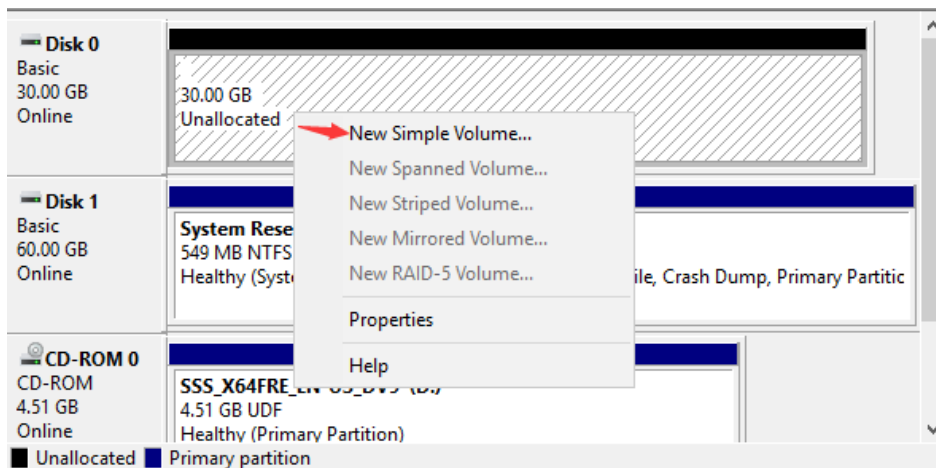 Disk 0
Basic
30.00 GB
Online
30.00 GB
Unallocated
New Simple Volume...
New Spanned Volume...
New Striped Volume...
New Mirrored Volume...
New RAID-5 Volume...
Properties
Help
Disk 1
Basic
60.00 GB
Online
System Rese
549 MB NTFS
Healthy (Syste
ile, Crash Dump, Primary Partitic
CD-ROM 0
CD-ROM
4.51 GB
Online
SSS_X64FRE_EN-US_DV9 (D:)
4.51 GB UDF
Healthy (Primary Partition)
Unallocated Primary partition